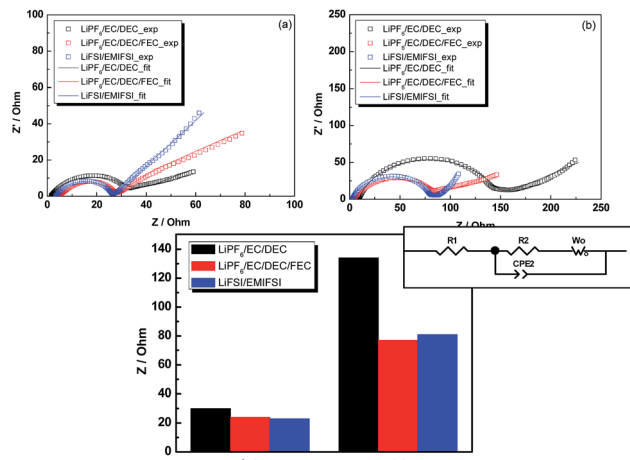 (a)
LiPF6/EC/DEC_exp
LiPF6/EC/DEC/FEC_exp
LiFSI/EMIFSI_exp
LiPF6/EC/DEC_fit
LiPF6/EC/DEC/FEC_fit
LiFSI/EMIFSI_fit
100
80
60
40
20
0
Z' / Ohm
0 20 40 60 80 100
Z / Ohm
(b)
LiPF6/EC/DEC_exp
LiPF6/EC/DEC/FEC_exp
LiFSI/EMIFSI_exp
LiPF6/EC/DEC_fit
LiPF6/EC/DEC/FEC_fit
LiFSI/EMIFSI_fit
250
200
150
100
50
0
Z' / Ohm
0 50 100 150 200 250
Z / Ohm
LiPF6/EC/DEC
LiPF6/EC/DEC/FEC
LiFSI/EMIFSI
140
120
100
80
60
40
20
0
Z / Ohm
R1 R2 Wo
CPE2